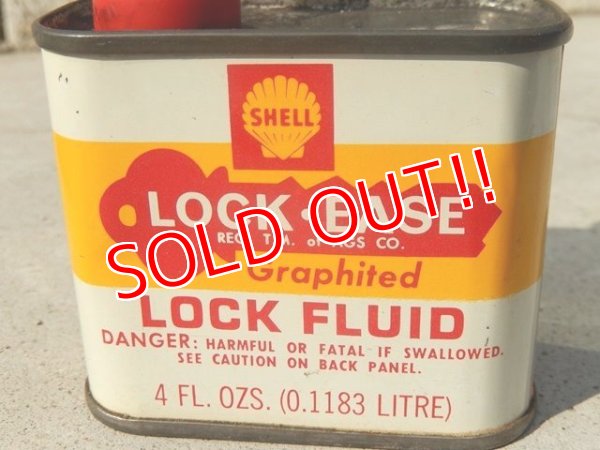 SHELL
LOCK·EASE
REG. T.M. of AGS CO.
Graphited
LOCK FLUID
DANGER: HARMFUL OR FATAL IF SWALLOWED.
SEE CAUTION ON BACK PANEL.
4 FL. OZS. (0.1183 LITRE)
SOLD OUT!!